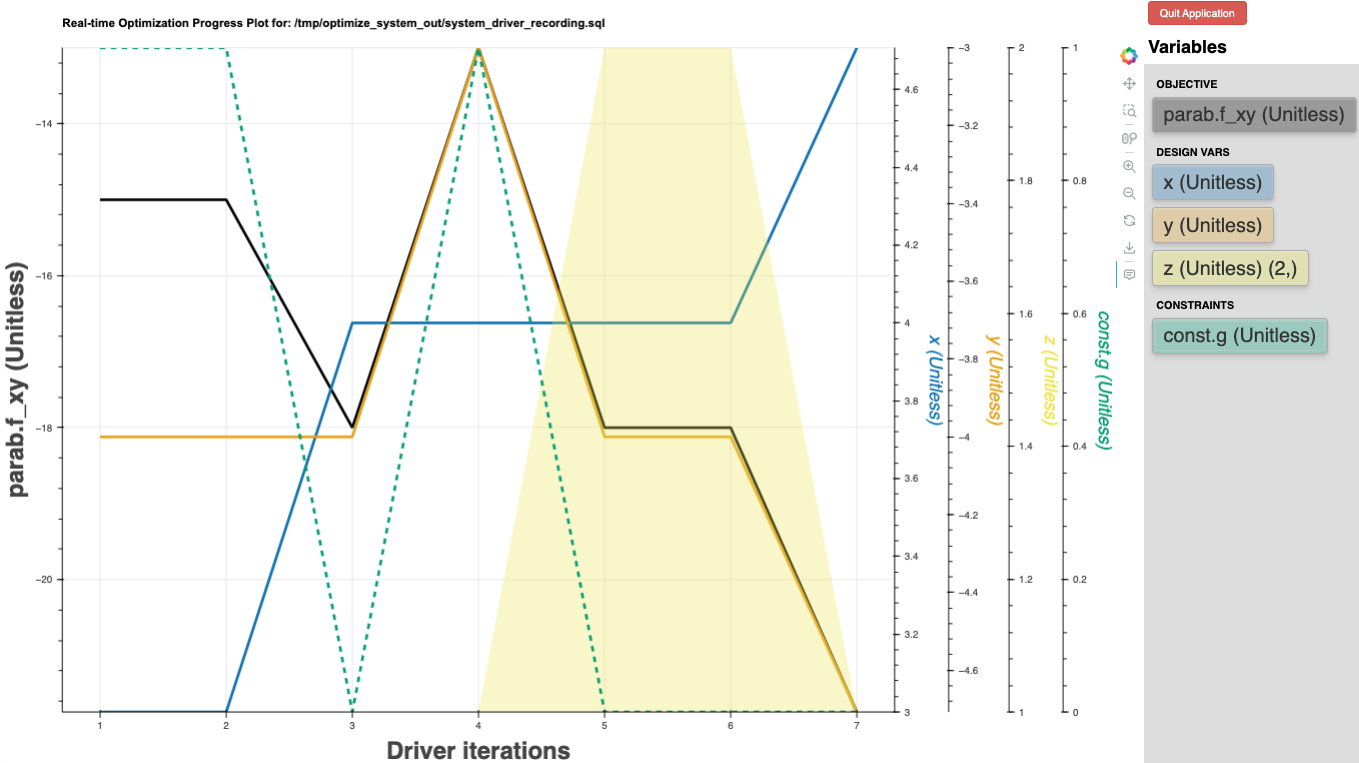 Real-time Optimization Progress Plot for: /tmp/optimize_system_out/system_driver_recording.sql
parab.f_xy (Unitless)
−14
−16
−18
−20
1
2
3
4
5
6
7
Driver iterations
4.6
4.4
4.2
4
3.8
3.6
3.4
3.2
3
x (Unitless)
−3
−3.2
−3.4
−3.6
−3.8
−4
−4.2
−4.4
−4.6
y (Unitless)
2
1.8
1.6
1.4
1.2
1
z (Unitless)
1
0.8
0.6
0.4
0.2
0
const.g (Unitless)
Quit Application
Variables
OBJECTIVE
parab.f_xy (Unitless)
DESIGN VARS
x (Unitless)
y (Unitless)
z (Unitless) (2,)
CONSTRAINTS
const.g (Unitless)